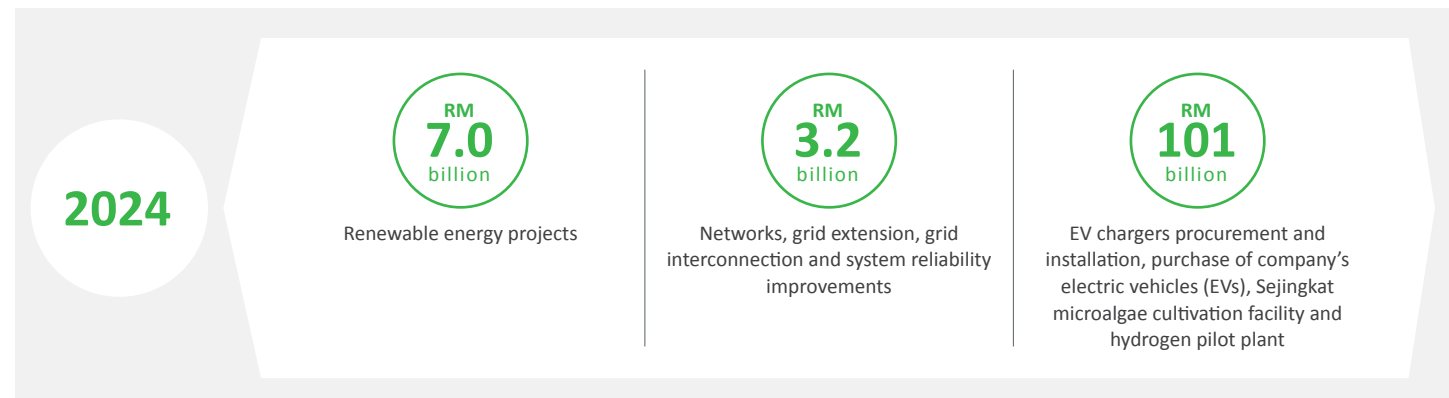 2024
RM
7.0
billion
Renewable energy projects
RM
3.2
billion
Networks, grid extension, grid
interconnection and system reliability
improvements
RM
101
billion
EV chargers procurement and
installation, purchase of company’s
electric vehicles (EVs), Sejingkat
microalgae cultivation facility and
hydrogen pilot plant